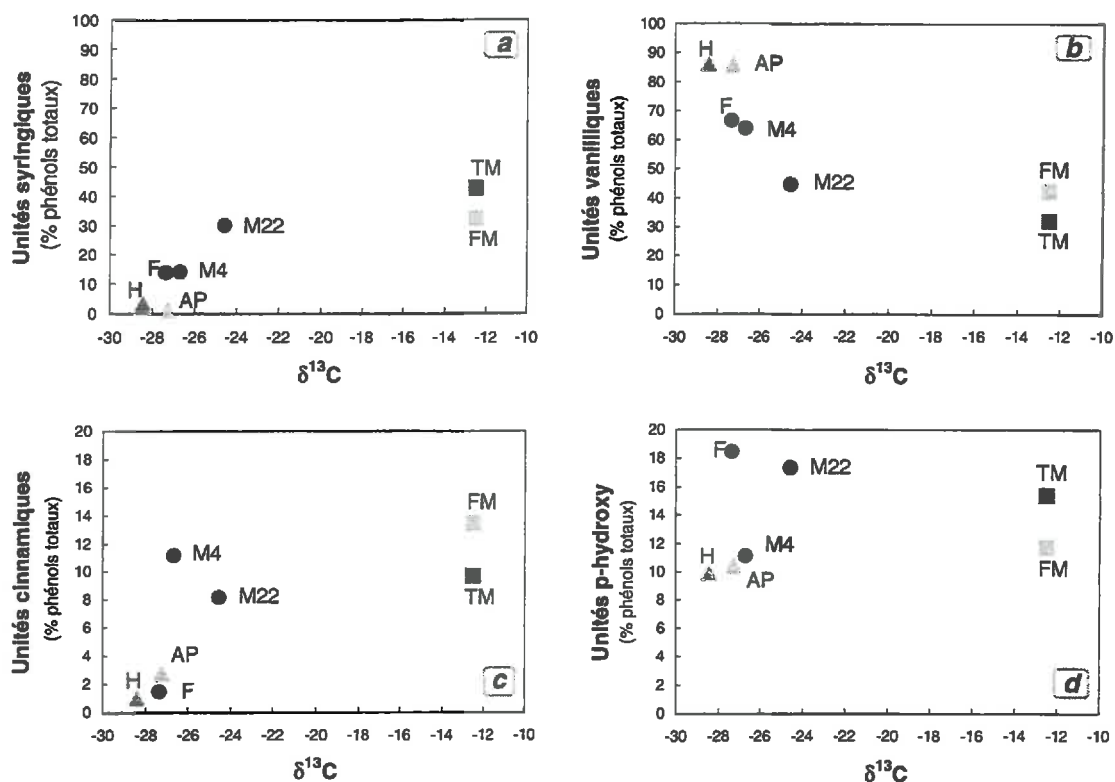 a
Unités syringiques
(% phénols totaux)
100
90
80
70
60
50
40
30
20
10
0
TM
FM
M22
F
M4
H
AP
-30 -28 -26 -24 -22 -20 -18 -16 -14 -12 -10
δ13C
b
Unités vanilliques
(% phénols totaux)
100
90
80
70
60
50
40
30
20
10
0
H
AP
F
M4
M22
FM
TM
-30 -28 -26 -24 -22 -20 -18 -16 -14 -12 -10
δ13C
Unités cinnamiques
(% phénols totaux)
20
18
16
14
12
10
8
6
4
2
0
FM
M4
TM
M22
AP
H
F
c
-30 -28 -26 -24 -22 -20 -18 -16 -14 -12 -10
δ13C
Unités p-hydroxy
(% phénols totaux)
20
18
16
14
12
10
8
6
4
2
0
F
M22
TM
M4
H
AP
FM
d
-30 -28 -26 -24 -22 -20 -18 -16 -14 -12 -10
δ13C